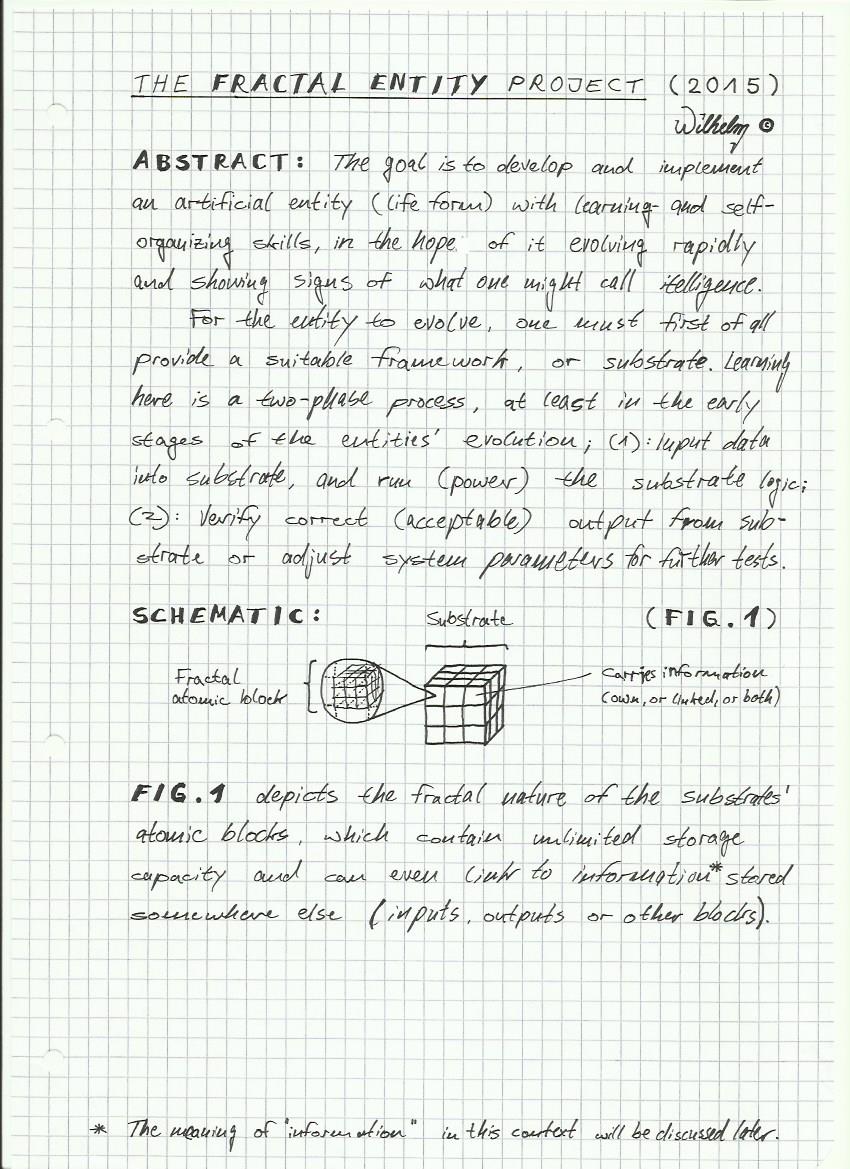 THE FRACTAL ENTITY PROJECT (2015)
Wilhelm ©
ABSTRACT: The goal is to develop and implement
an artificial entity (life form) with learning- and self-
organizing skills, in the hope of it evolving rapidly
and showing signs of what one might call itelligence.
For the entity to evolve, one must first of all
provide a suitable framework, or substrate. Learning
here is a two-phase process, at least in the early
stages of the entities' evolution; (1): Input data
into substrate, and run (power) the substrate logic;
(2): Verify correct (acceptable) output from sub-
strate or adjust system parameters for further tests.
SCHEMATIC:
Substrate
(FIG.1)
Fractal
atomic block
Carries information
(own, or linked, or both)
FIG.1 depicts the fractal nature of the substrates'
atomic blocks, which contain unlimited storage
capacity and can even link to information* stored
somewhere else (inputs, outputs or other blocks).
* The meaning of "information" in this context will be discussed later.